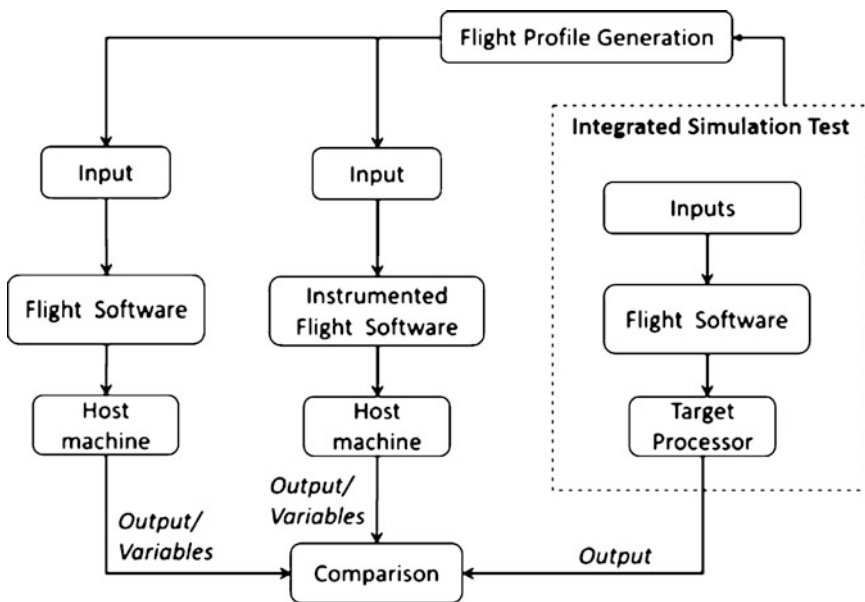 Flight Profile Generation
Integrated Simulation Test
Input
Input
Inputs
Flight Software
Instrumented
Flight Software
Flight Software
Host
machine
Host
machine
Target
Processor
Output/
Variables
Output/
Variables
Output
Comparison